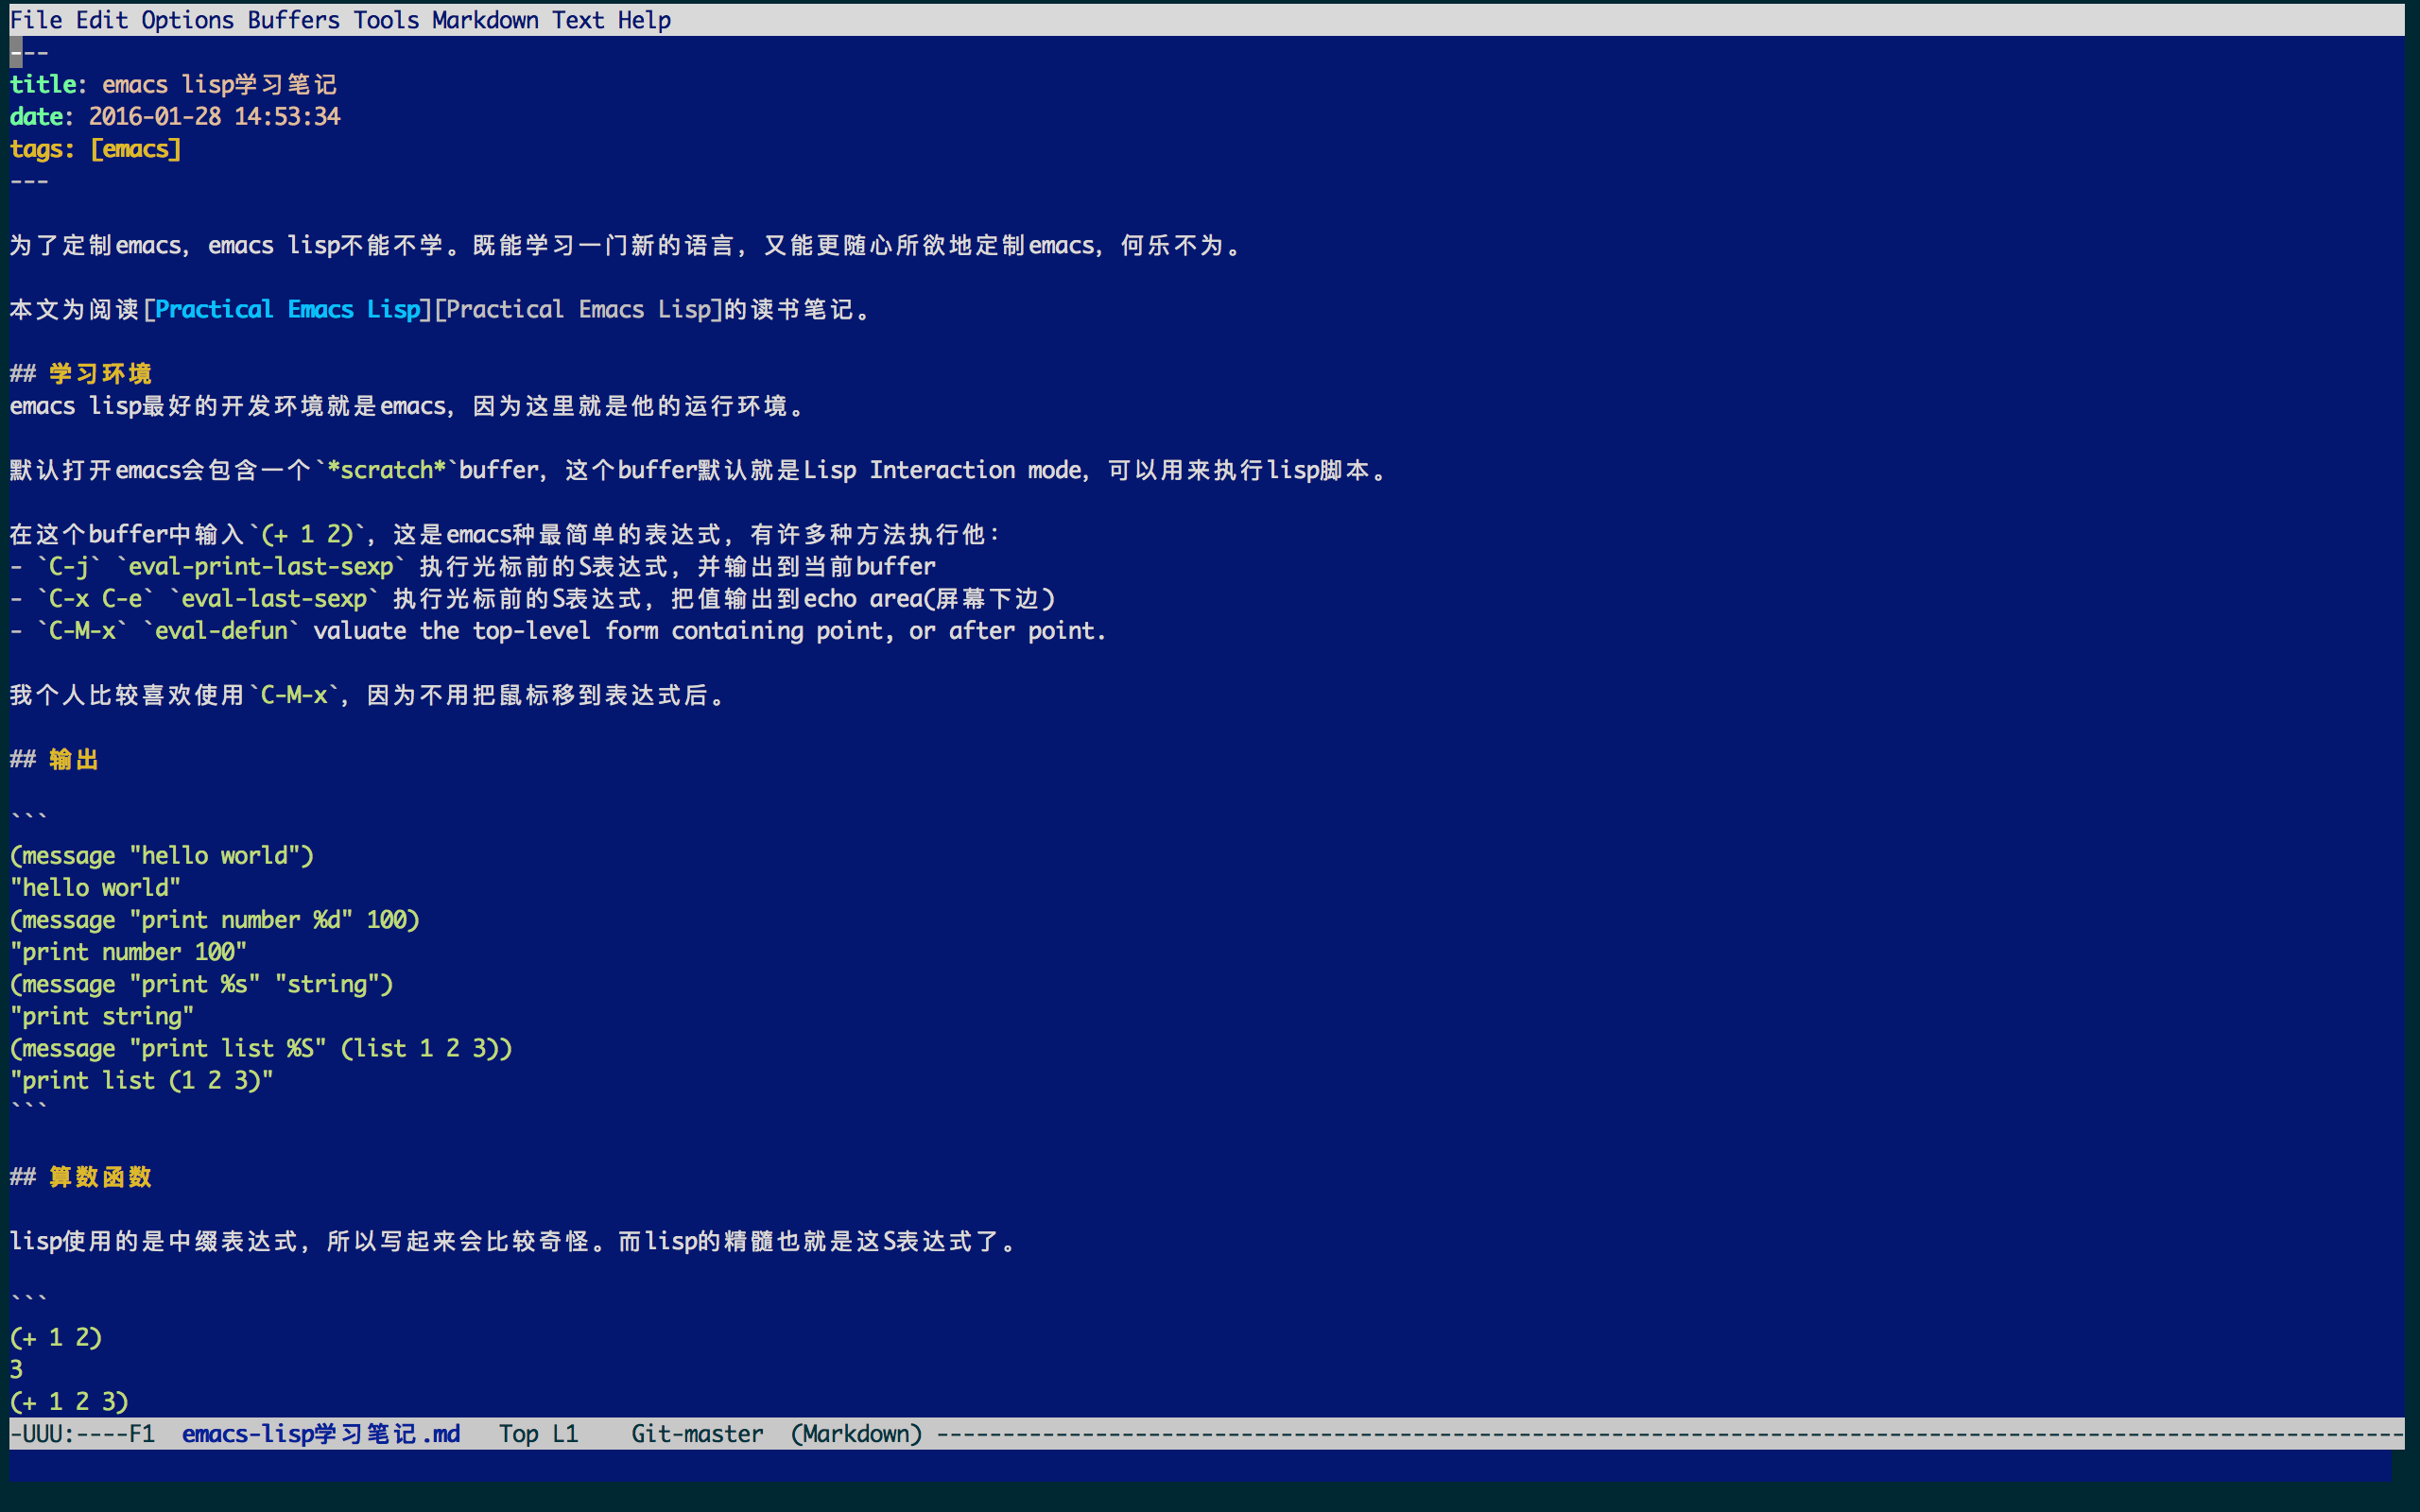 File Edit Options Buffers Tools Markdown Text Help
---
title: emacs lisp学习笔记
date: 2016-01-28 14:53:34
tags: [emacs]
---
为了定制emacs, emacs lisp不能不学。既能学习一门新的语言, 又能更随心所欲地定制emacs, 何乐不为。
本文为阅读[Practical Emacs Lisp][Practical Emacs Lisp]的读书笔记。
## 学习环境
emacs lisp最好的开发环境就是emacs, 因为这里就是他的运行环境。
默认打开emacs会包含一个`*scratch*`buffer, 这个buffer默认就是Lisp Interaction mode, 可以用来执行lisp脚本。
在这个buffer中输入`(+ 1 2)`, 这是emacs种最简单的表达式, 有许多种方法执行他:
- `C-j` `eval-print-last-sexp` 执行光标前的S表达式, 并输出到当前buffer
- `C-x C-e` `eval-last-sexp` 执行光标前的S表达式, 把值输出到echo area(屏幕下边)
- `C-M-x` `eval-defun` valuate the top-level form containing point, or after point.
我个人比较喜欢使用`C-M-x`, 因为不用把鼠标移到表达式后。
## 输出
```
(message "hello world")
"hello world"
(message "print number %d" 100)
"print number 100"
(message "print %s" "string")
"print string"
(message "print list %S" (list 1 2 3))
"print list (1 2 3)"
```
## 算数函数
lisp使用的是中缀表达式, 所以写起来会比较奇怪。而lisp的精髓也就是这S表达式了。
```
(+ 1 2)
3
(+ 1 2 3)
-UUU:----F1  emacs-lisp学习笔记.md   Top L1    Git-master  (Markdown) ---------------------------------------------------------------------------------------------------------------